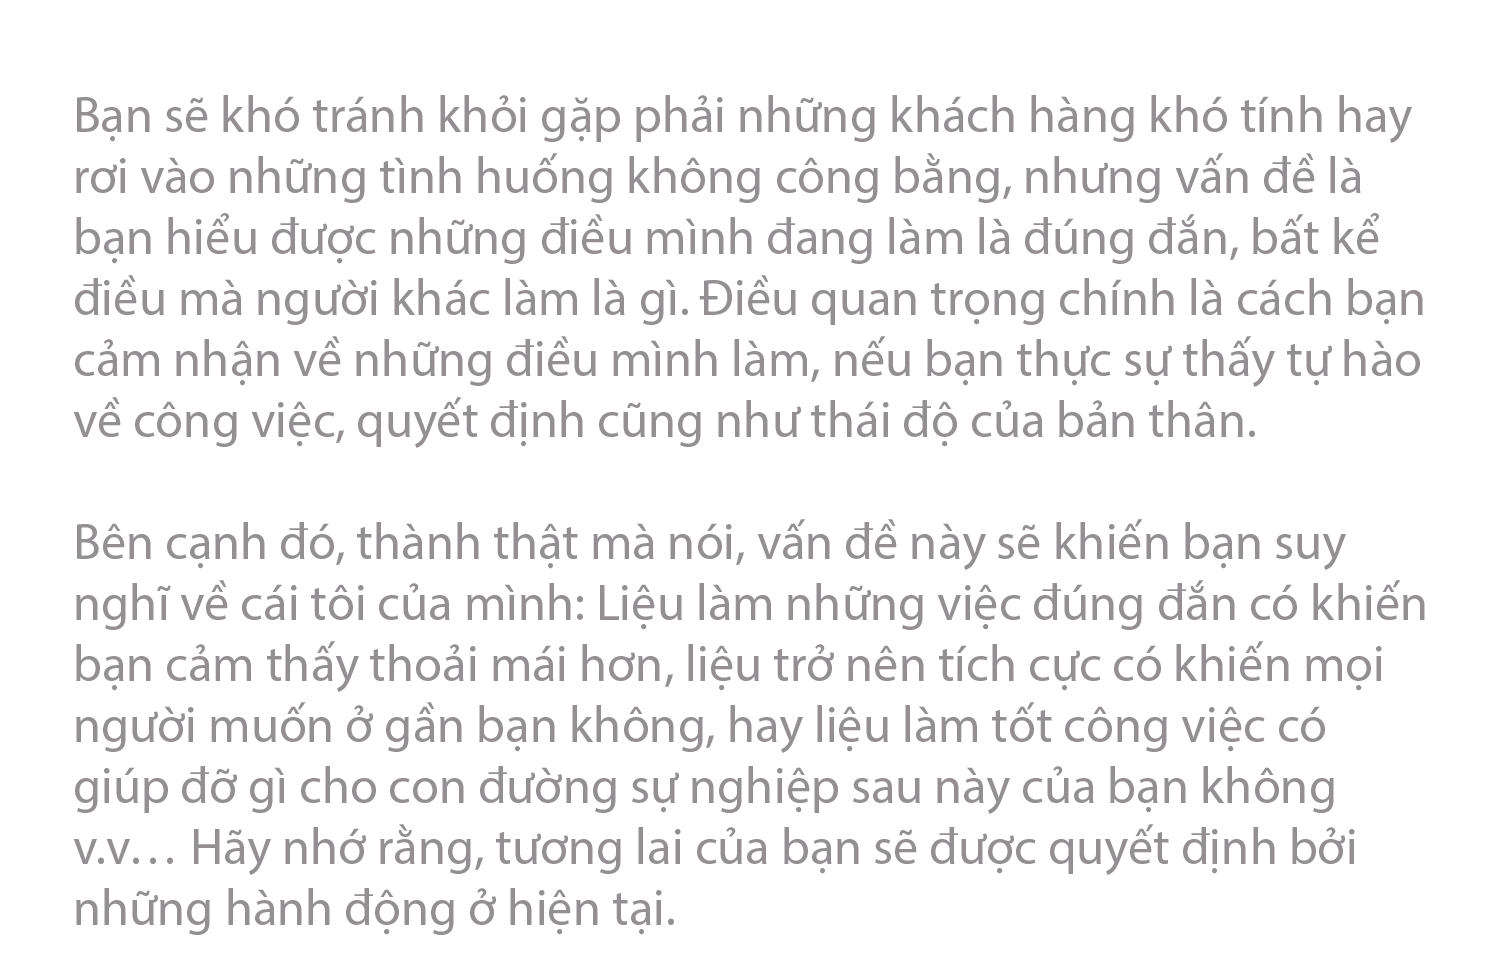 Bạn sẽ khó tránh khỏi gặp phải những khách hàng khó tính hay
rơi vào những tình huống không công bằng, nhưng vấn đề là
bạn hiểu được những điều mình đang làm là đúng đắn, bất kể
điều mà người khác làm là gì. Điều quan trọng chính là cách bạn
cảm nhận về những điều mình làm, nếu bạn thực sự thấy tự hào
về công việc, quyết định cũng như thái độ của bản thân.
Bên cạnh đó, thành thật mà nói, vấn đề này sẽ khiến bạn suy
nghĩ về cái tôi của mình: Liệu làm những việc đúng đắn có khiến
bạn cảm thấy thoải mái hơn, liệu trở nên tích cực có khiến mọi
người muốn ở gần bạn không, hay liệu làm tốt công việc có
giúp đỡ gì cho con đường sự nghiệp sau này của bạn không
v.v… Hãy nhớ rằng, tương lai của bạn sẽ được quyết định bởi
những hành động ở hiện tại.